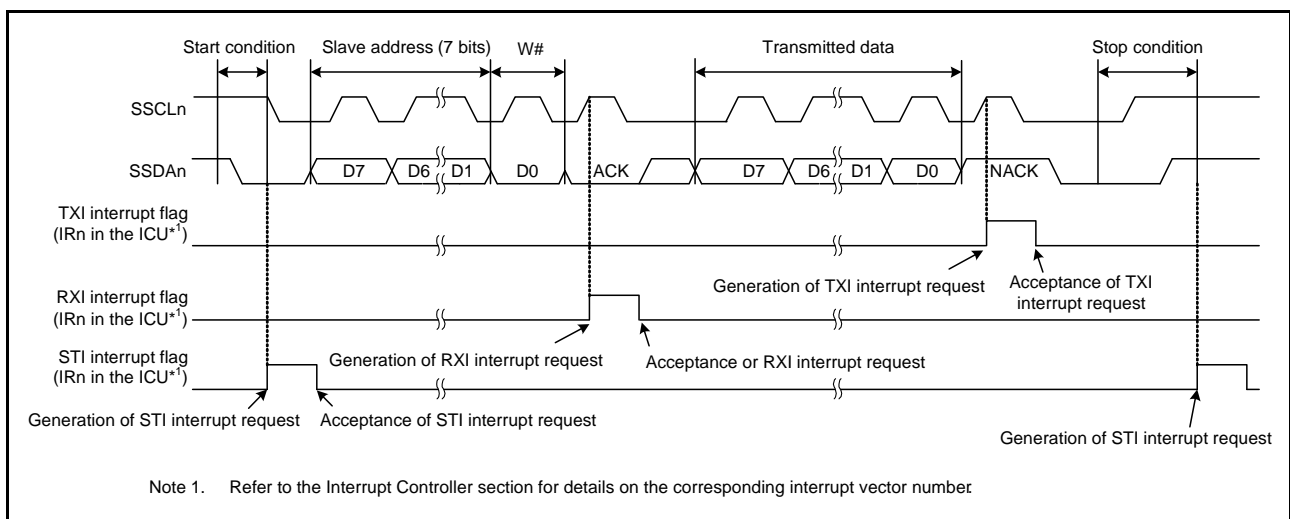 Start condition Slave address (7 bits) W# Transmitted data Stop condition
SSCLn
SSDAn D7 D6 D1 D0 ACK D7 D6 D1 D0 NACK
TXI interrupt flag
(IRn in the ICU*1)
Generation of TXI interrupt request
Acceptance of TXI
interrupt request
RXI interrupt flag
(IRn in the ICU*1)
Generation of RXI interrupt request
Acceptance or RXI interrupt request
STI interrupt flag
(IRn in the ICU*1)
Generation of STI interrupt request
Acceptance of STI interrupt request
Generation of STI interrupt request
Note 1. Refer to the Interrupt Controller section for details on the corresponding interrupt vector number.